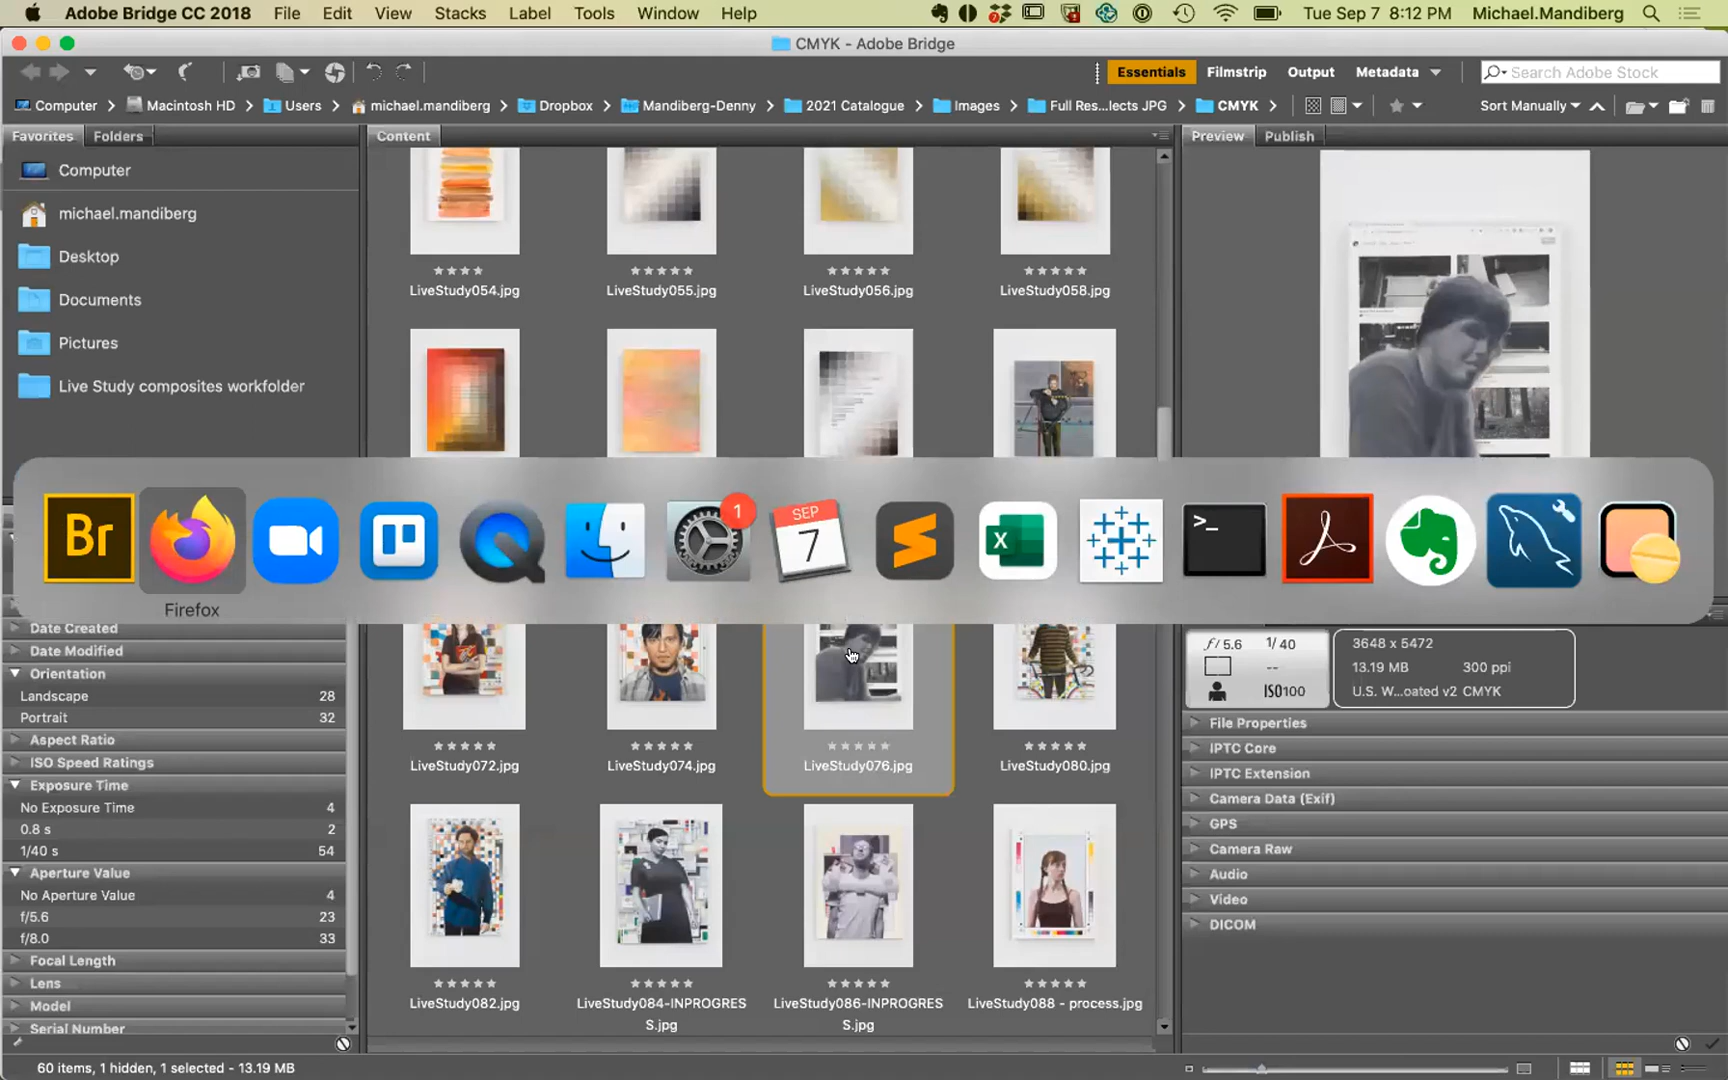 Adobe Bridge CC 2018 File Edit View Stacks Label Tools Window Help Tue Sep 7 8:12 PM Michael.Mandiberg
CMYK - Adobe Bridge
Essentials Filmstrip Output Metadata Search Adobe Stock
Computer Macintosh HD Users michael.mandiberg Dropbox Mandiberg-Denny 2021 Catalogue Images Full Res...lects JPG CMYK Sort Manually
Favorites Folders Content Preview Publish
Computer
michael.mandiberg
Desktop
Documents
Pictures
Live Study composites workfolder
LiveStudy054.jpg LiveStudy055.jpg LiveStudy056.jpg LiveStudy058.jpg
Br
1
SEP
7
X
>_
Firefox
Date Created
Date Modified
Orientation
Landscape 28
Portrait 32
Aspect Ratio
ISO Speed Ratings
Exposure Time
No Exposure Time 4
0.8 s 2
1/40 s 54
Aperture Value
No Aperture Value 4
f/5.6 23
f/8.0 33
Focal Length
Lens
Model
Serial Number
LiveStudy072.jpg LiveStudy074.jpg LiveStudy076.jpg LiveStudy080.jpg
LiveStudy082.jpg LiveStudy084-INPROGRES
S.jpg LiveStudy086-INPROGRES
S.jpg LiveStudy088 - process.jpg
f/5.6 1/40
--
ISO100
3648 x 5472
13.19 MB 300 ppi
U.S. W...oated v2 CMYK
File Properties
IPTC Core
IPTC Extension
Camera Data (Exif)
GPS
Camera Raw
Audio
Video
DICOM
60 items, 1 hidden, 1 selected - 13.19 MB